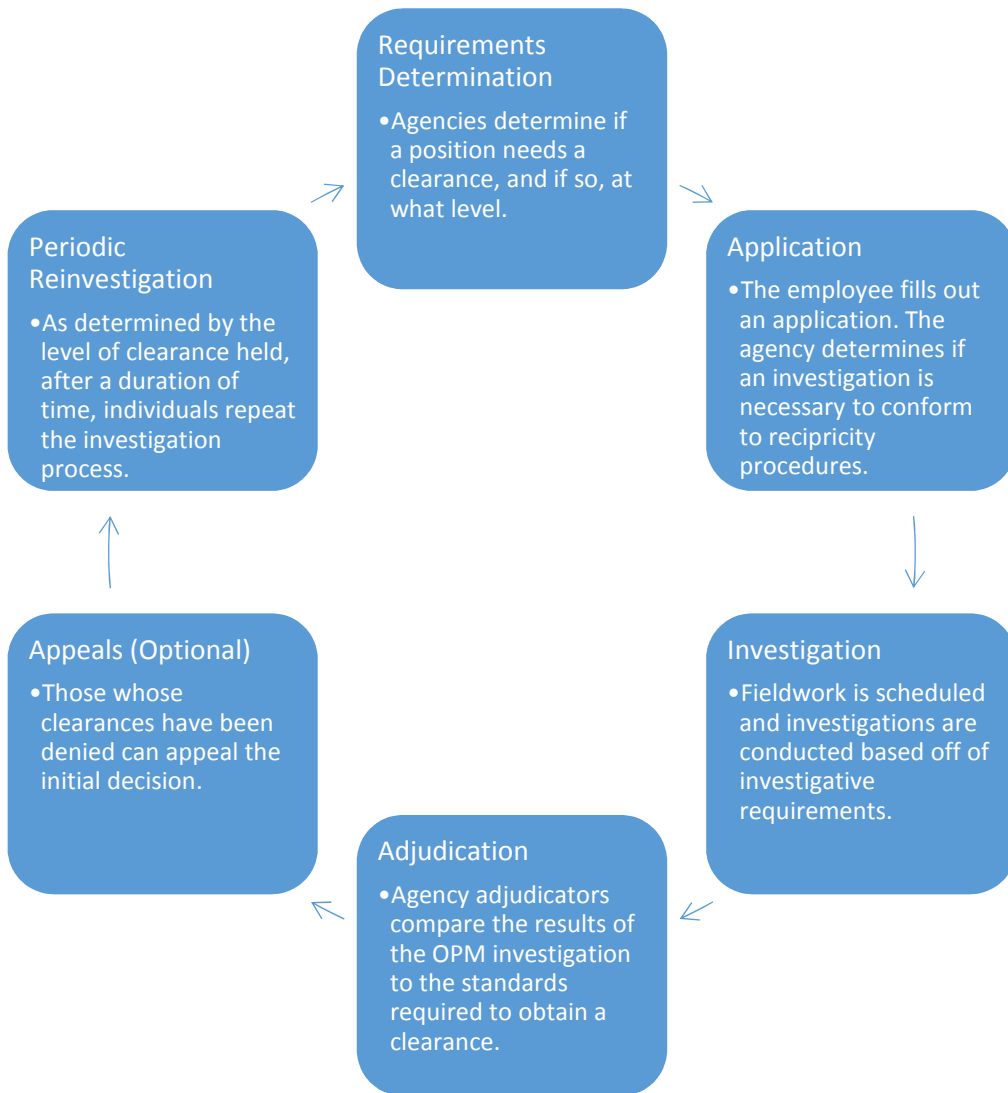 Requirements
Determination
•Agencies determine if
a position needs a
clearance, and if so, at
what level.
Application
•The employee fills out
an application. The
agency determines if
an investigation is
necessary to conform
to recipricity
procedures.
Investigation
•Fieldwork is scheduled
and investigations are
conducted based off of
investigative
requirements.
Adjudication
•Agency adjudicators
compare the results of
the OPM investigation
to the standards
required to obtain a
clearance.
Appeals (Optional)
•Those whose
clearances have been
denied can appeal the
initial decision.
Periodic
Reinvestigation
•As determined by the
level of clearance held,
after a duration of
time, individuals repeat
the investigation
process.